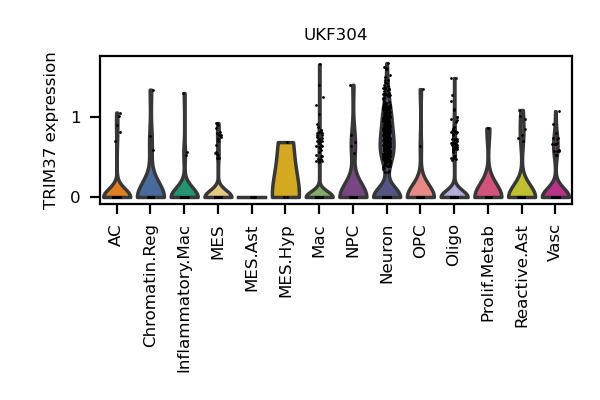 UKF304
TRIM37 expression
1
0
AC
Chromatin.Reg
Inflammatory.Mac
MES
MES.Ast
MES.Hyp
Mac
NPC
Neuron
OPC
Oligo
Prolif.Metab
Reactive.Ast
Vasc